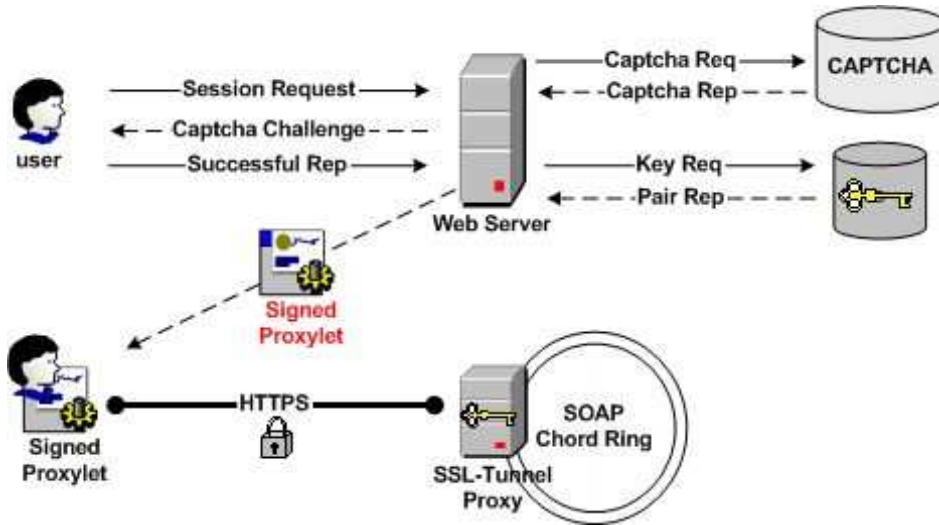 Captcha Req
CAPTCHA
Session Request
Captcha Rep
Captcha Challenge
user
Successful Rep
Key Req
Pair Rep
Web Server
Signed
Proxylet
HTTPS
SOAP
Chord Ring
Signed
Proxylet
SSL-Tunnel
Proxy